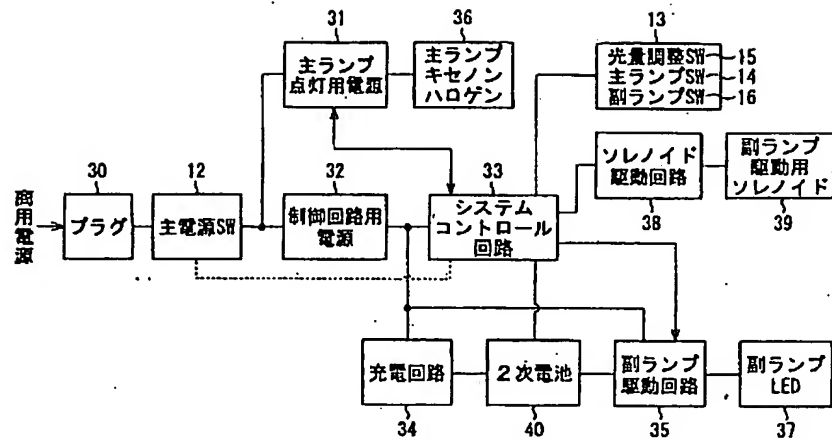 31
36
13
主ランプ
点灯用電源
主ランプ
キセノン
ハロゲン
光量調整SW 15
主ランプSW 14
副ランプSW 16
商用電源
30
プラグ
12
主電源SW
32
制御回路用
電源
33
システム
コントロール
回路
ソレノイド
駆動回路
38
副ランプ
駆動用
ソレノイド
39
充電回路
34
2次電池
40
副ランプ
駆動回路
35
副ランプ
LED
37